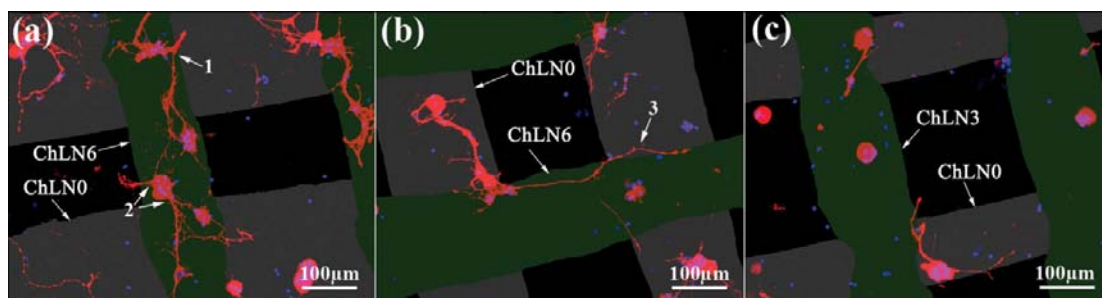 (a)
1
ChLN6
ChLN0
2
100μm
(b)
ChLN0
3
ChLN6
100μm
(c)
ChLN3
ChLN0
100μm